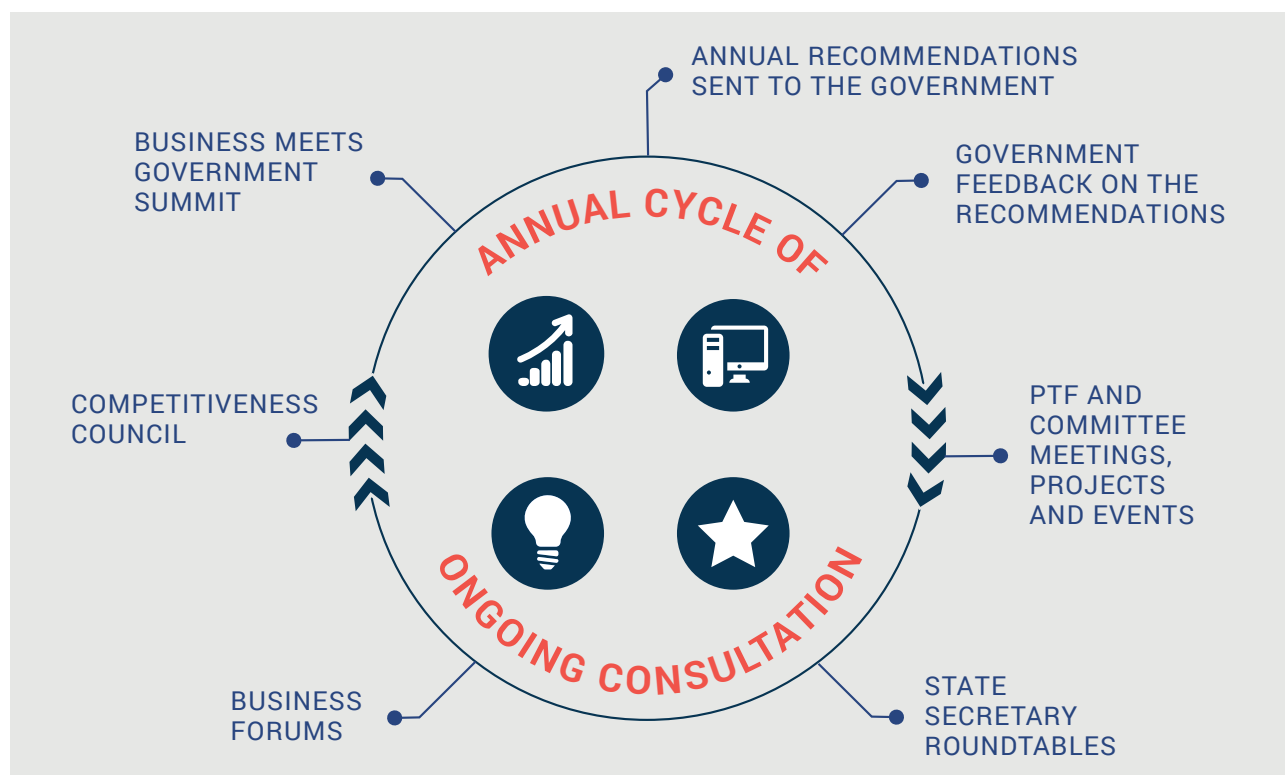 ANNUAL RECOMMENDATIONS
SENT TO THE GOVERNMENT
BUSINESS MEETS
GOVERNMENT
SUMMIT
GOVERNMENT
FEEDBACK ON THE
RECOMMENDATIONS
ANNUAL CYCLE OF
COMPETITIVENESS
COUNCIL
PTF AND
COMMITTEE
MEETINGS,
PROJECTS
AND EVENTS
ONGOING CONSULTATION
BUSINESS
FORUMS
STATE
SECRETARY
ROUNDTABLES